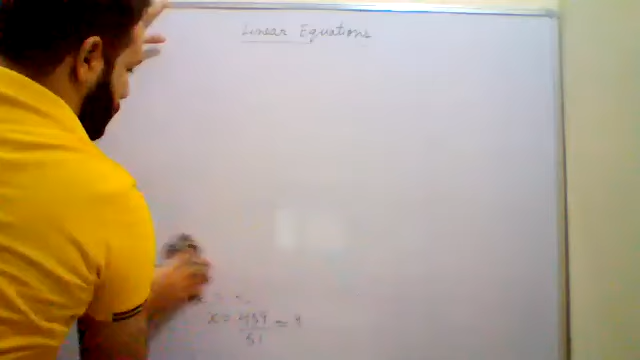 Linear Equations
x = 459 = 9
51